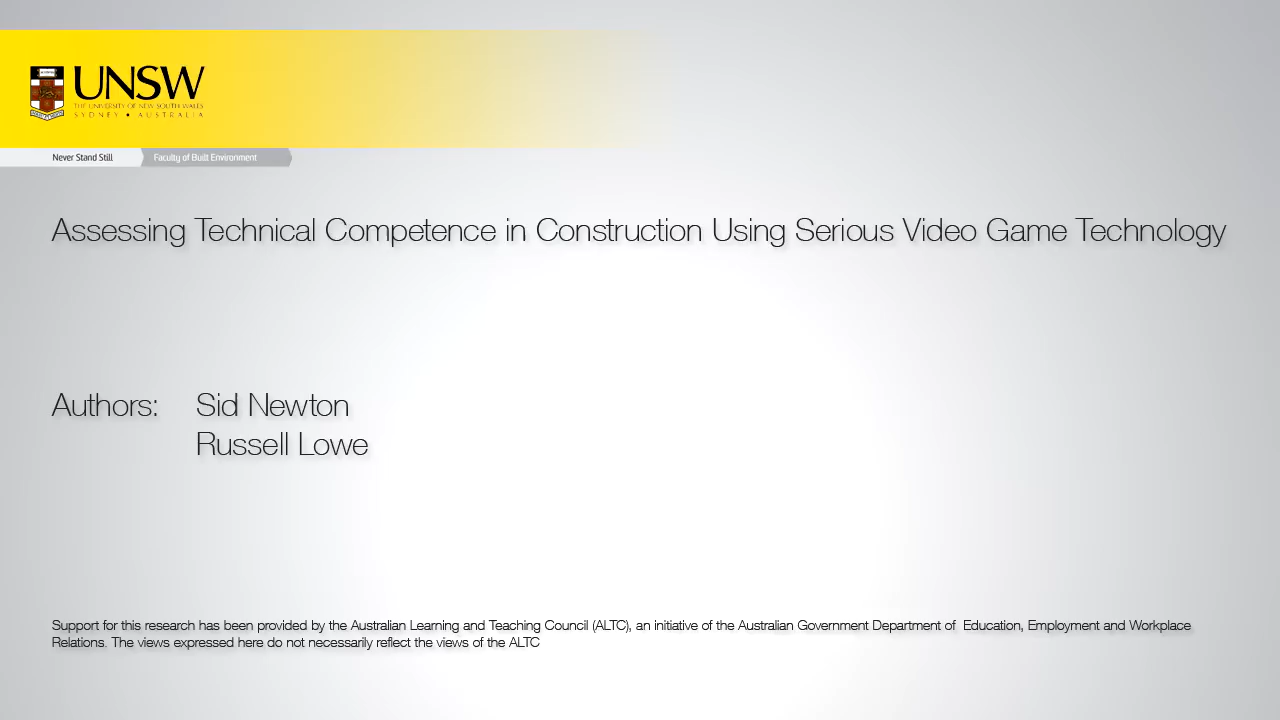 UNSW
THE UNIVERSITY OF NEW SOUTH WALES
SYDNEY • AUSTRALIA
Never Stand Still Faculty of Built Environment
Assessing Technical Competence in Construction Using Serious Video Game Technology
Authors: Sid Newton
Russell Lowe
Support for this research has been provided by the Australian Learning and Teaching Council (ALTC), an initiative of the Australian Government Department of Education, Employment and Workplace
Relations. The views expressed here do not necessarily reflect the views of the ALTC